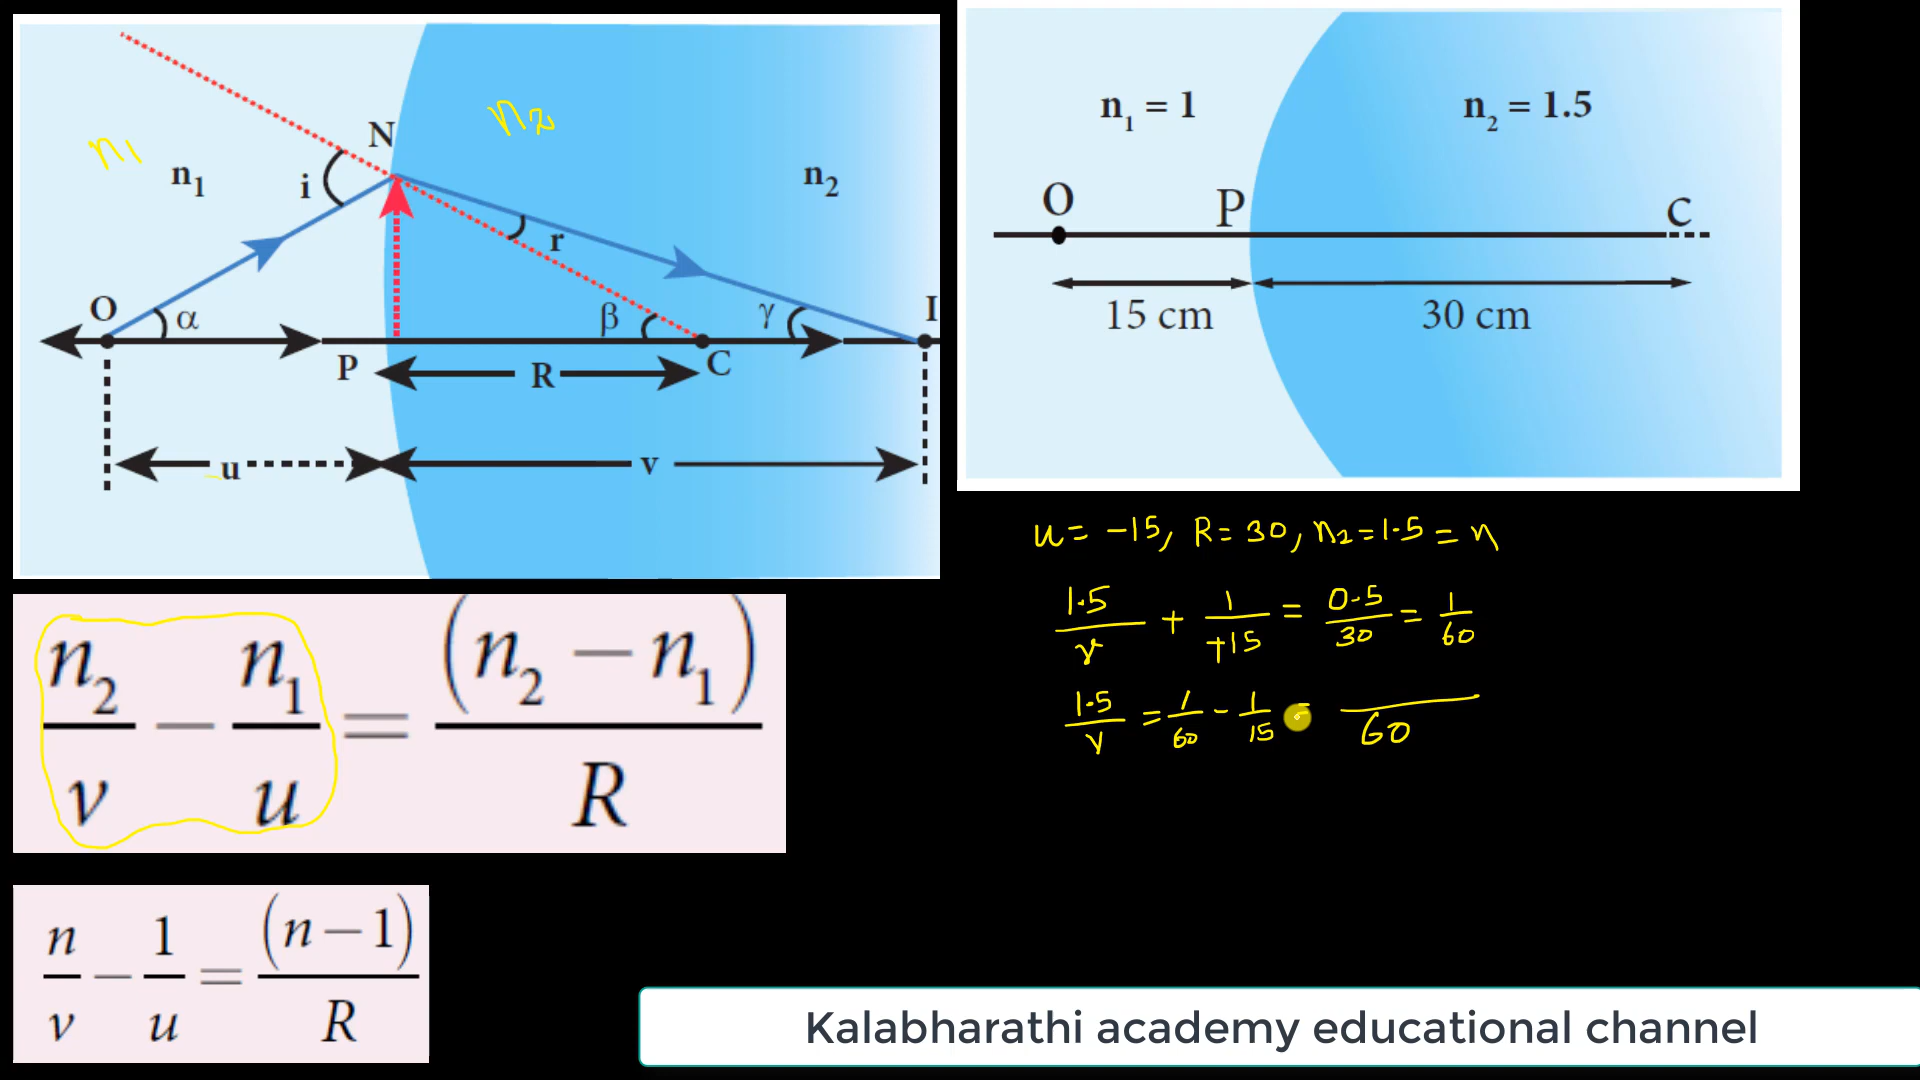 n1 n2
N
n₁ i n₂
r
O α β γ I
P R C
u v
n₁ = 1 n₂ = 1.5
O P C
15 cm 30 cm
u = -15, R = 30, n₂ = 1.5 = n
1.5/v + 1/+15 = 0.5/30 = 1/60
1.5/v = 1/60 - 1/15 = /60
n₂/v − n₁/u = (n₂ − n₁)/R
n/v − 1/u = (n−1)/R
Kalabharathi academy educational channel